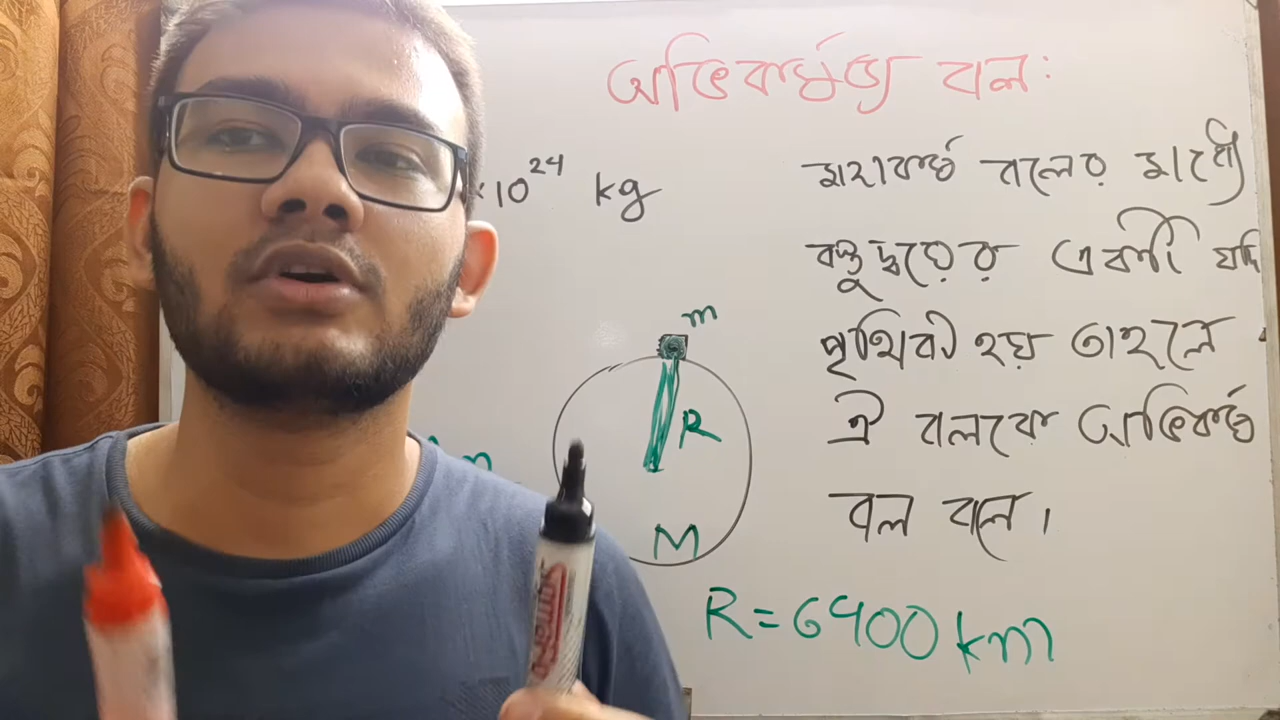 অভিকর্ষজ বল:
×10²⁴ kg
মহাকর্ষ বলের মধ্যে
বস্তুদ্বয়ের একটা যদি
পৃথিবী হয় তাহলে
ঐ বলকে অভিকর্ষ
বল বলে।
m
R
M
R=6400 km